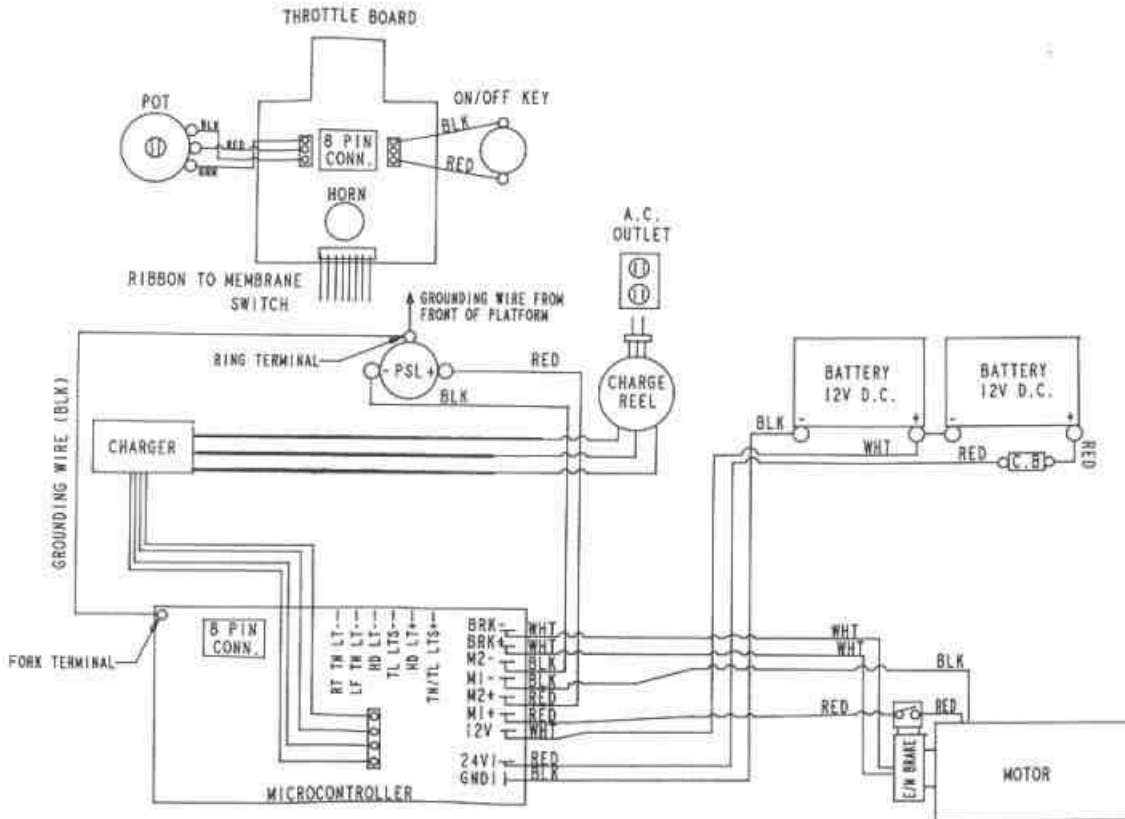 THROTTLE BOARD
POT
BLK
RED
BRN
8 PIN
CONN.
BLK
RED
ON/OFF KEY
HORN
RIBBON TO MEMBRANE
SWITCH
A.C.
OUTLET
GROUNDING WIRE FROM
FRONT OF PLATFORM
RING TERMINAL
- PSL +
RED
BLK
CHARGE
REEL
BATTERY
12V D.C.
- +
BATTERY
12V D.C.
- +
BLK
WHT
RED
C.B
RED
GROUNDING WIRE (BLK)
CHARGER
FORK TERMINAL
8 PIN
CONN.
RT TN LT-
LF TN LT-
HD LT-
TL LTS-
HD LT+
TN/TL LTS+
BRK- WHT
BRK+ WHT
M2- BLK
M1- BLK
M2+ RED
M1+ RED
12V WHT
24V RED
GND BLK
MICROCONTROLLER
WHT
WHT
BLK
RED
RED
E/M BRAKE
MOTOR